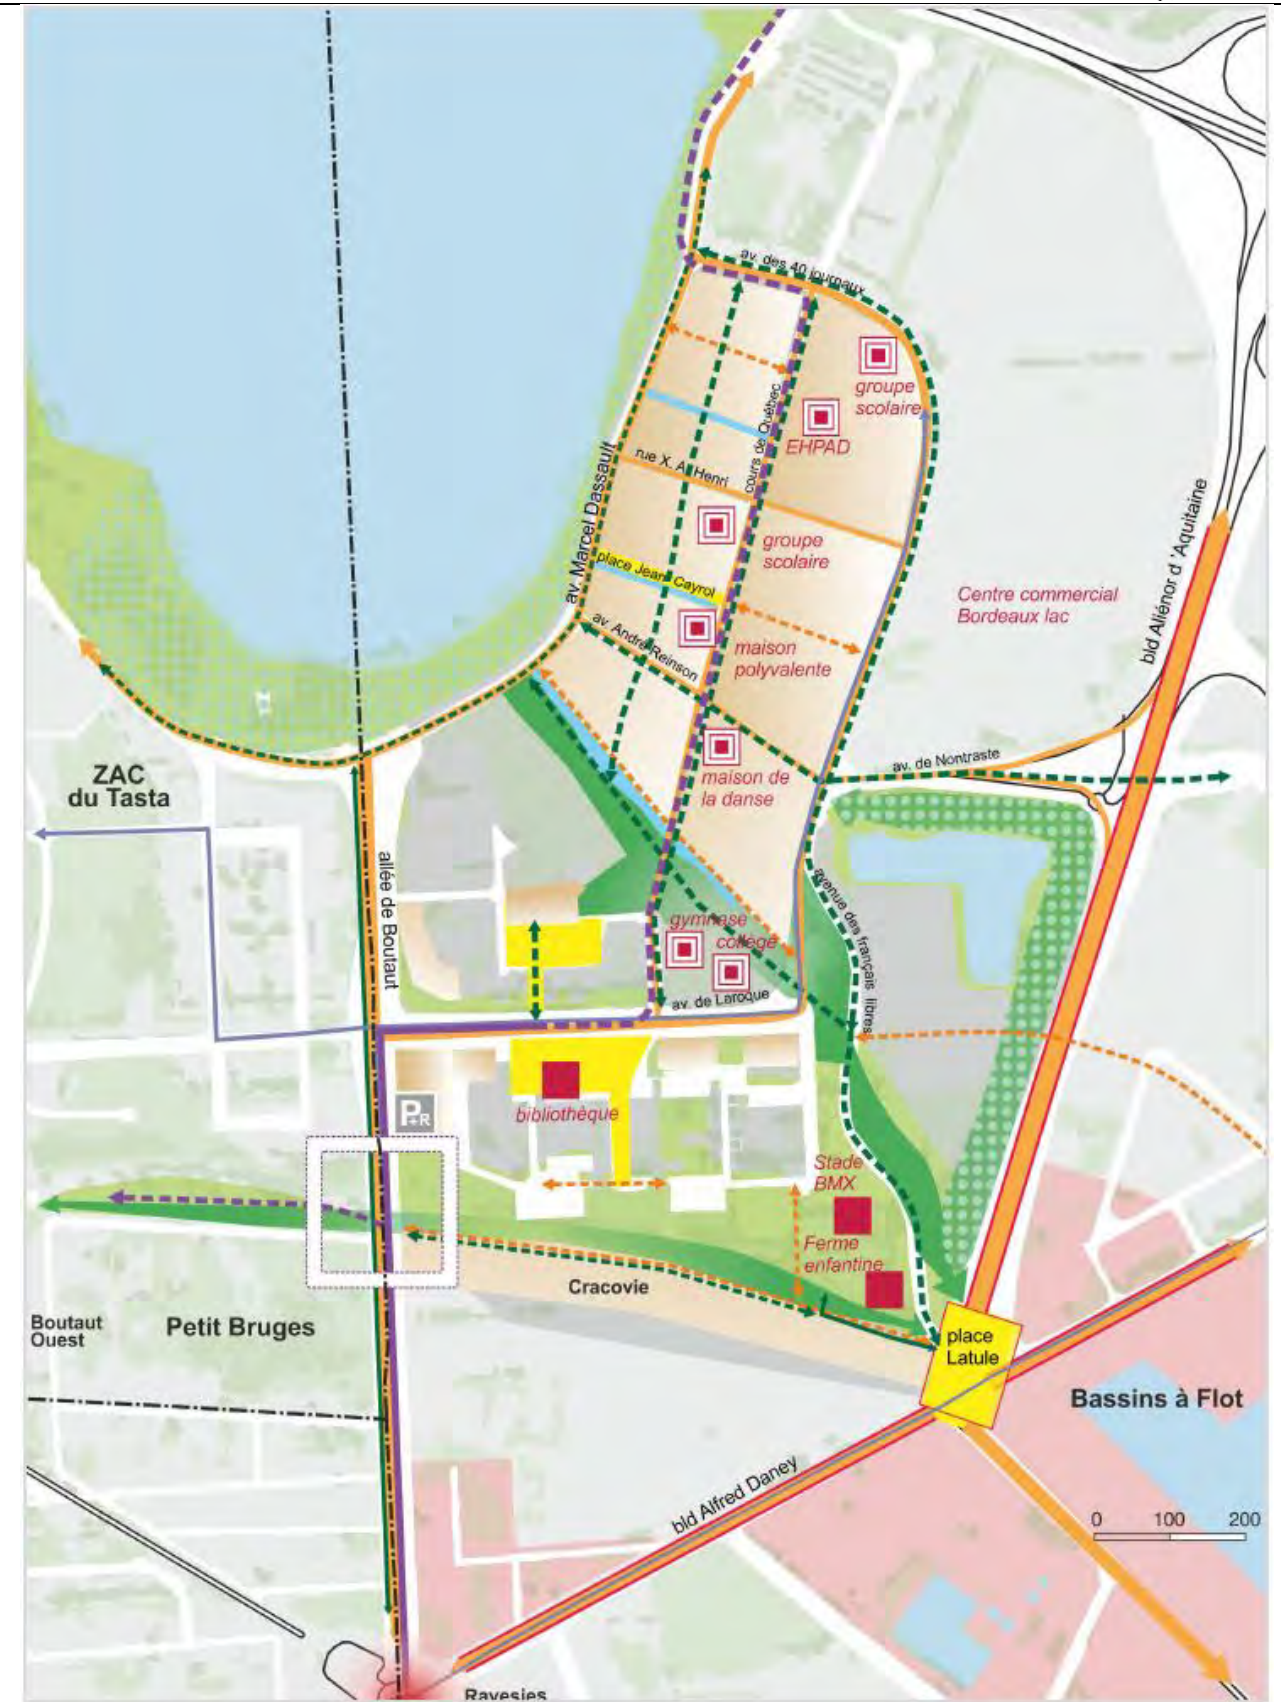 av. des 40 journaux
groupe
scolaire
EHPAD
cours de Québec
rue X. A. Henri
av. Marcel Dassault
groupe
scolaire
place Jean Cayrol
Centre commercial
Bordeaux lac
bld Aliénor d 'Aquitaine
av. André Reinson
maison
polyvalente
av. de Nontraste
ZAC
du Tasta
maison de
la danse
allée de Boutaut
avenue des français libres
gymnase
collège
av. de Laroque
P+R
bibliothèque
Stade
BMX
Ferme
enfantine
Cracovie
Boutaut
Ouest
Petit Bruges
place
Latule
Bassins à Flot
bld Alfred Daney
0 100 200
Ravesies